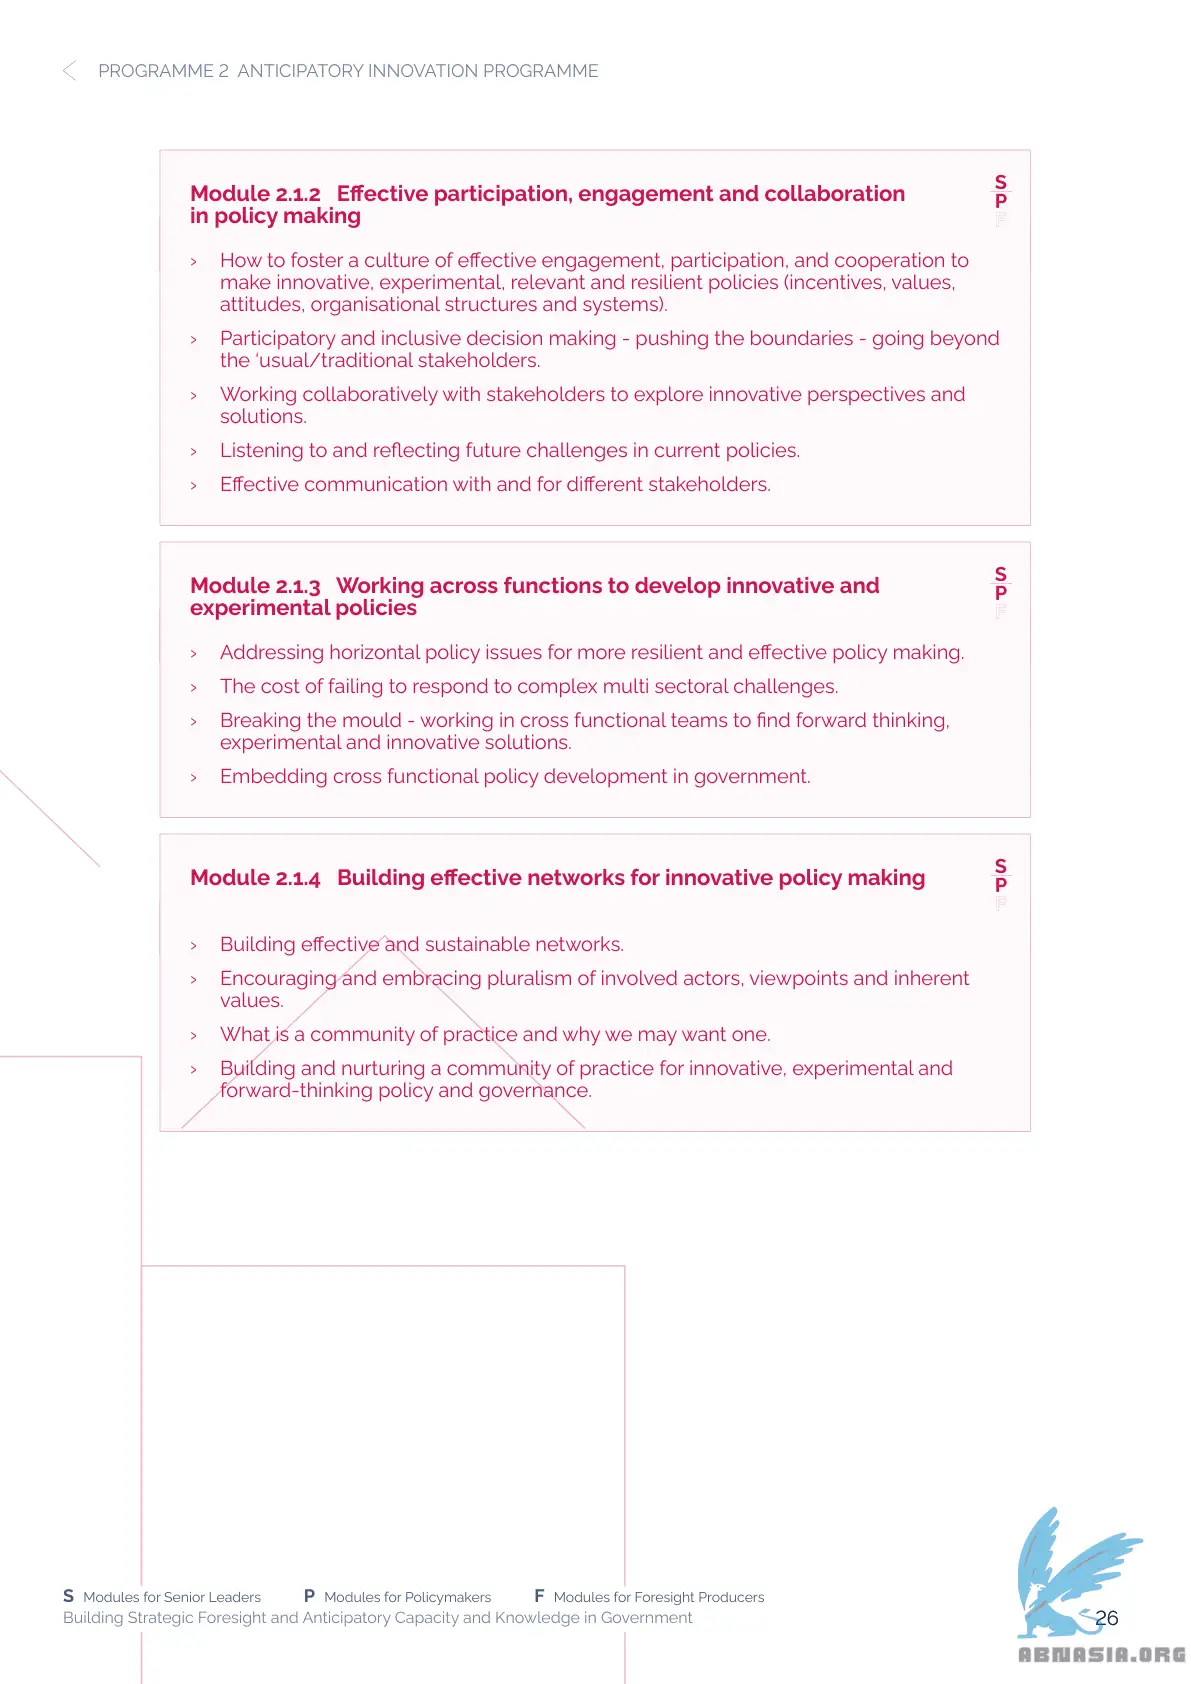 PROGRAMME 2 ANTICIPATORY INNOVATION PROGRAMME
Module 2.1.2 Effective participation, engagement and collaboration
in policy making
S
P
F
› How to foster a culture of effective engagement, participation, and cooperation to
make innovative, experimental, relevant and resilient policies (incentives, values,
attitudes, organisational structures and systems).
› Participatory and inclusive decision making - pushing the boundaries - going beyond
the ‘usual/traditional stakeholders.
› Working collaboratively with stakeholders to explore innovative perspectives and
solutions.
› Listening to and reflecting future challenges in current policies.
› Effective communication with and for different stakeholders.
Module 2.1.3 Working across functions to develop innovative and
experimental policies
S
P
F
› Addressing horizontal policy issues for more resilient and effective policy making.
› The cost of failing to respond to complex multi sectoral challenges.
› Breaking the mould - working in cross functional teams to find forward thinking,
experimental and innovative solutions.
› Embedding cross functional policy development in government.
Module 2.1.4 Building effective networks for innovative policy making
S
P
F
› Building effective and sustainable networks.
› Encouraging and embracing pluralism of involved actors, viewpoints and inherent
values.
› What is a community of practice and why we may want one.
› Building and nurturing a community of practice for innovative, experimental and
forward-thinking policy and governance.
S Modules for Senior Leaders P Modules for Policymakers F Modules for Foresight Producers
Building Strategic Foresight and Anticipatory Capacity and Knowledge in Government
26
ABNASIA.ORG